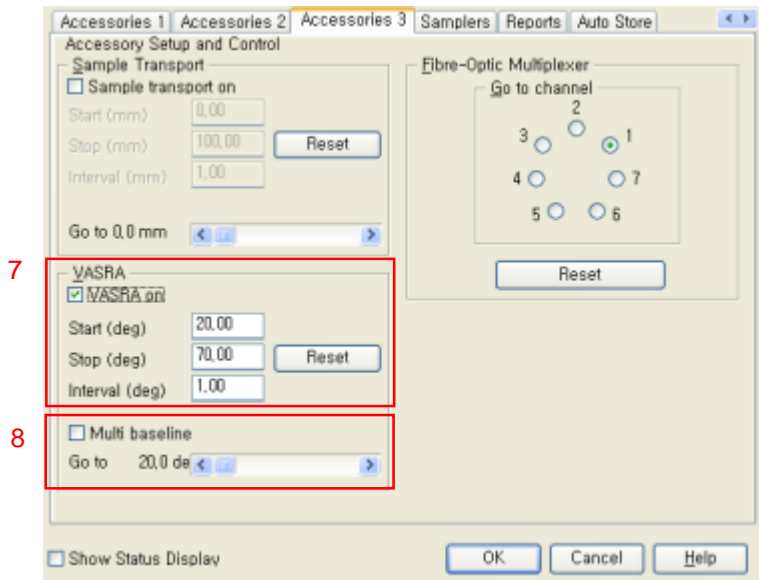 Accessories 1 Accessories 2 Accessories 3 Samplers Reports Auto Store
Accessory Setup and Control
Sample Transport
Sample transport on
Start (mm) 0,00
Stop (mm) 100,00 Reset
Interval (mm) 1,00
Go to 0,0 mm
Fibre-Optic Multiplexer
Go to channel
2
3 1
4 7
5 6
Reset
7
VASRA
VASRA on
Start (deg) 20,00
Stop (deg) 70,00 Reset
Interval (deg) 1,00
8
Multi baseline
Go to 20,0 de
Show Status Display OK Cancel Help